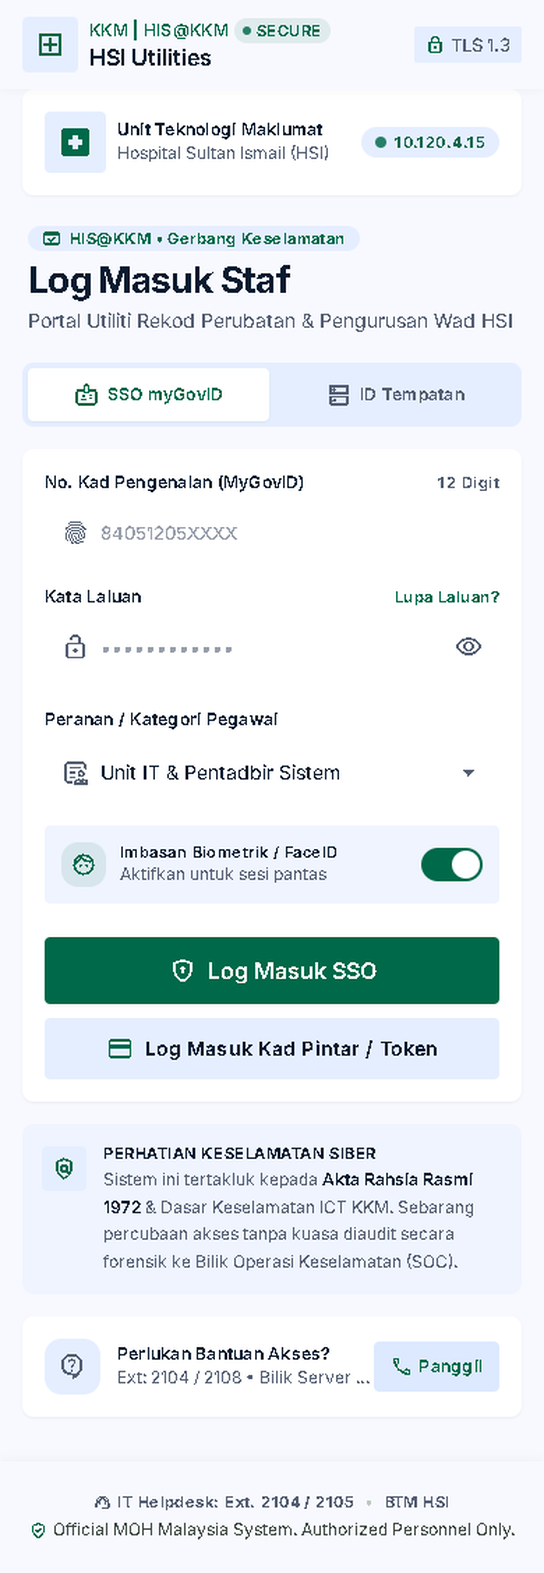 KKM | HIS@KKM
SECURE
HSI Utilities
TLS 1.3
Unit Teknologi Maklumat
Hospital Sultan Ismail (HSI)
10.120.4.15
HIS@KKM • Gerbang Keselamatan
Log Masuk Staf
Portal Utiliti Rekod Perubatan & Pengurusan Wad HSI
SSO myGovID
ID Tempatan
No. Kad Pengenalan (MyGovID)
12 Digit
84051205XXXX
Kata Laluan
Lupa Laluan?
••••••••••••
Peranan / Kategori Pegawai
Unit IT & Pentadbir Sistem
Imbasan Biometrik / FaceID
Aktifkan untuk sesi pantas
Log Masuk SSO
Log Masuk Kad Pintar / Token
PERHATIAN KESELAMATAN SIBER
Sistem ini tertakluk kepada Akta Rahsia Rasmi
1972 & Dasar Keselamatan ICT KKM. Sebarang
percubaan akses tanpa kuasa diaudit secara
forensik ke Bilik Operasi Keselamatan (SOC).
Perlukan Bantuan Akses?
Ext: 2104 / 2108 • Bilik Server ...
Panggil
IT Helpdesk: Ext. 2104 / 2105 • BTM HSI
Official MOH Malaysia System. Authorized Personnel Only.